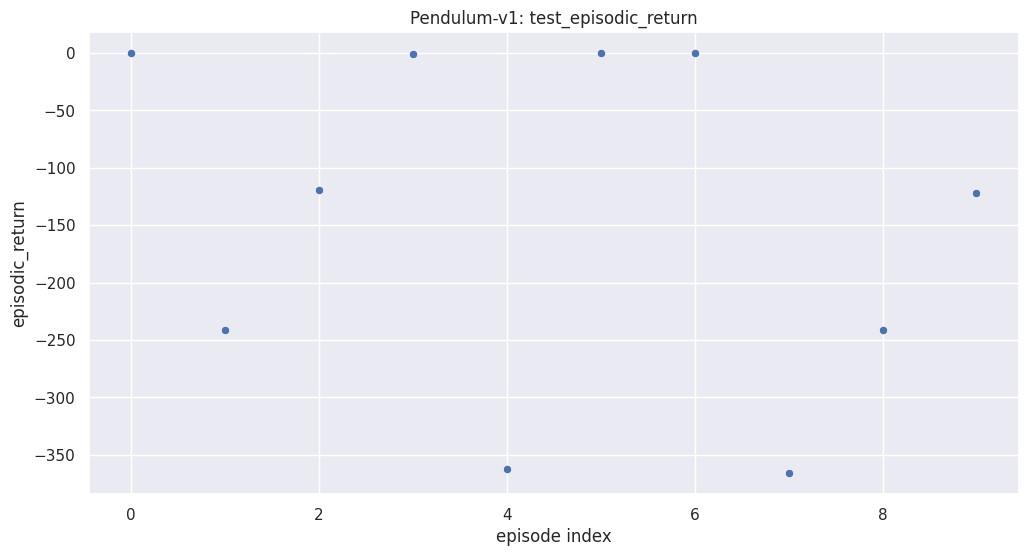 Pendulum-v1: test_episodic_return
episodic_return
0
−50
−100
−150
−200
−250
−300
−350
0 2 4 6 8
episode index